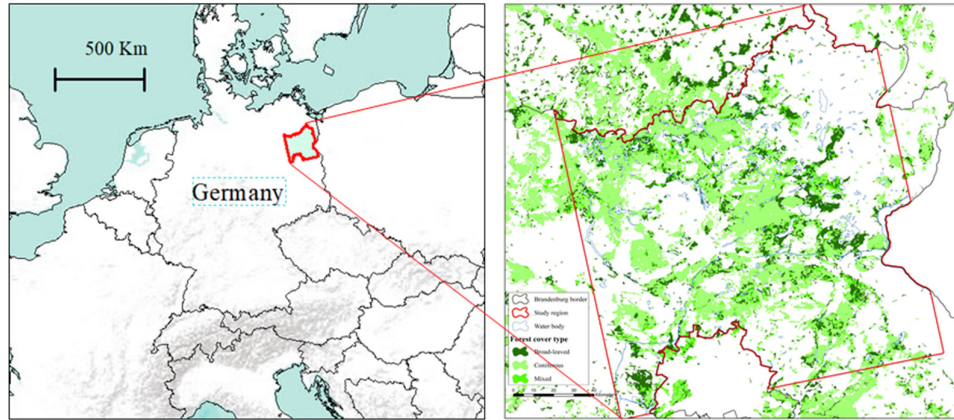 500 Km
Germany
Brandenburg border
Study region
Water body
Forest cover type
Broad-leaved
Coniferous
Mixed